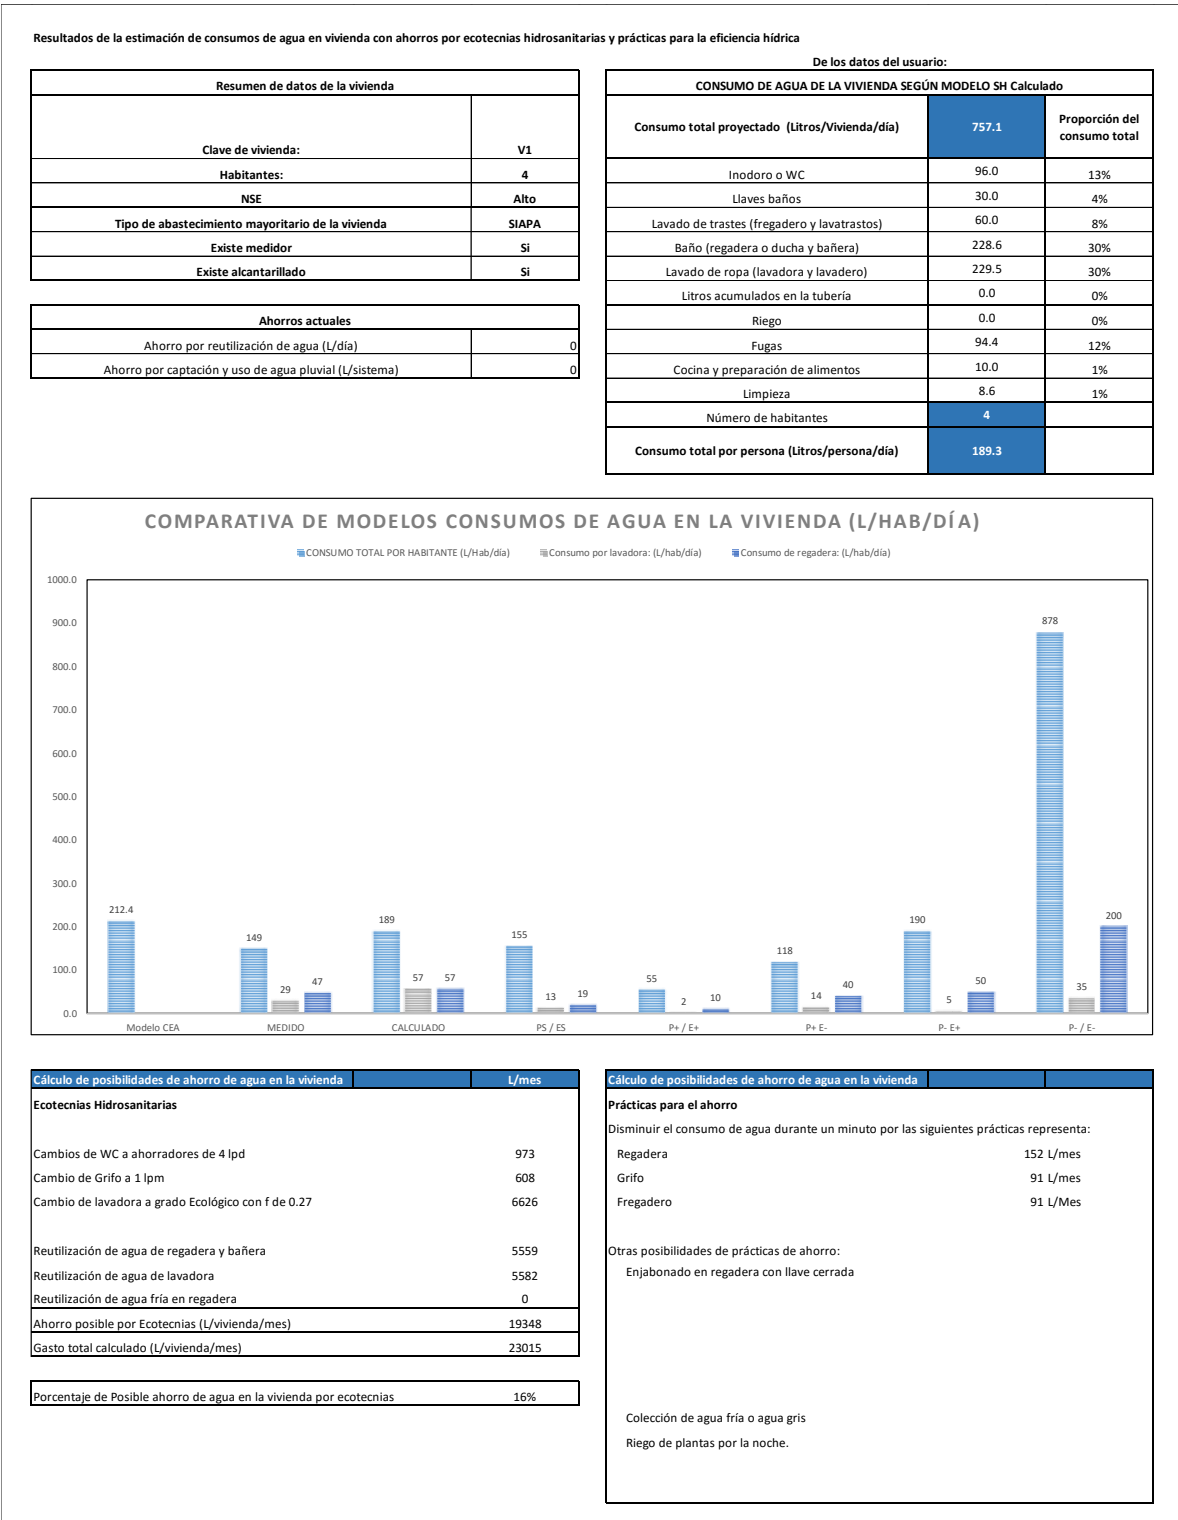 Resultados de la estimación de consumos de agua en vivienda con ahorros por ecotecnias hidrosanitarias y prácticas para la eficiencia hídrica
De los datos del usuario:
Resumen de datos de la vivienda
Clave de vivienda: V1
Habitantes: 4
NSE Alto
Tipo de abastecimiento mayoritario de la vivienda SIAPA
Existe medidor Si
Existe alcantarillado Si
Ahorros actuales
Ahorro por reutilización de agua (L/día) 0
Ahorro por captación y uso de agua pluvial (L/sistema) 0
CONSUMO DE AGUA DE LA VIVIENDA SEGÚN MODELO SH Calculado
Consumo total proyectado (Litros/Vivienda/día) 757.1 Proporción del
consumo total
Inodoro o WC 96.0 13%
Llaves baños 30.0 4%
Lavado de trastes (fregadero y lavatrastos) 60.0 8%
Baño (regadera o ducha y bañera) 228.6 30%
Lavado de ropa (lavadora y lavadero) 229.5 30%
Litros acumulados en la tubería 0.0 0%
Riego 0.0 0%
Fugas 94.4 12%
Cocina y preparación de alimentos 10.0 1%
Limpieza 8.6 1%
Número de habitantes 4
Consumo total por persona (Litros/persona/día) 189.3
COMPARATIVA DE MODELOS CONSUMOS DE AGUA EN LA VIVIENDA (L/HAB/DÍA)
CONSUMO TOTAL POR HABITANTE (L/Hab/día) Consumo por lavadora: (L/hab/día) Consumo de regadera: (L/hab/día)
1000.0
900.0
800.0
700.0
600.0
500.0
400.0
300.0
200.0
100.0
0.0
212.4
149 29 47
189 57 57
155 13 19
55 2 10
118 14 40
190 5 50
878 35 200
Modelo CEA MEDIDO CALCULADO PS / ES P+ / E+ P+ E- P- E+ P- / E-
Cálculo de posibilidades de ahorro de agua en la vivienda L/mes
Ecotecnias Hidrosanitarias
Cambios de WC a ahorradores de 4 lpd 973
Cambio de Grifo a 1 lpm 608
Cambio de lavadora a grado Ecológico con f de 0.27 6626
Reutilización de agua de regadera y bañera 5559
Reutilización de agua de lavadora 5582
Reutilización de agua fría en regadera 0
Ahorro posible por Ecotecnias (L/vivienda/mes) 19348
Gasto total calculado (L/vivienda/mes) 23015
Porcentaje de Posible ahorro de agua en la vivienda por ecotecnias 16%
Cálculo de posibilidades de ahorro de agua en la vivienda
Prácticas para el ahorro
Disminuir el consumo de agua durante un minuto por las siguientes prácticas representa:
Regadera 152 L/mes
Grifo 91 L/mes
Fregadero 91 L/Mes
Otras posibilidades de prácticas de ahorro:
Enjabonado en regadera con llave cerrada
Colección de agua fría o agua gris
Riego de plantas por la noche.